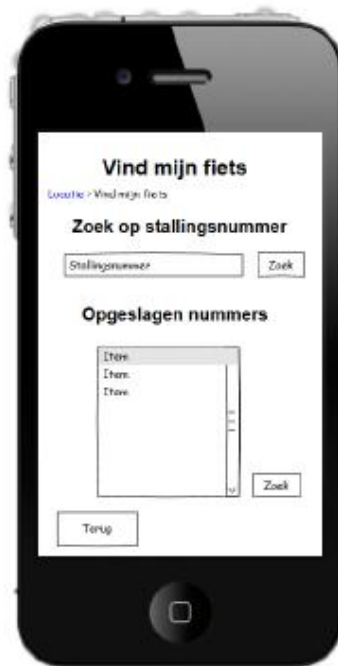 Vind mijn fiets
Locatie > Vind mijn fiets
Zoek op stallingsnummer
Stallingsnummer Zoek
Opgeslagen nummers
Item
Item
Item
Zoek
Terug